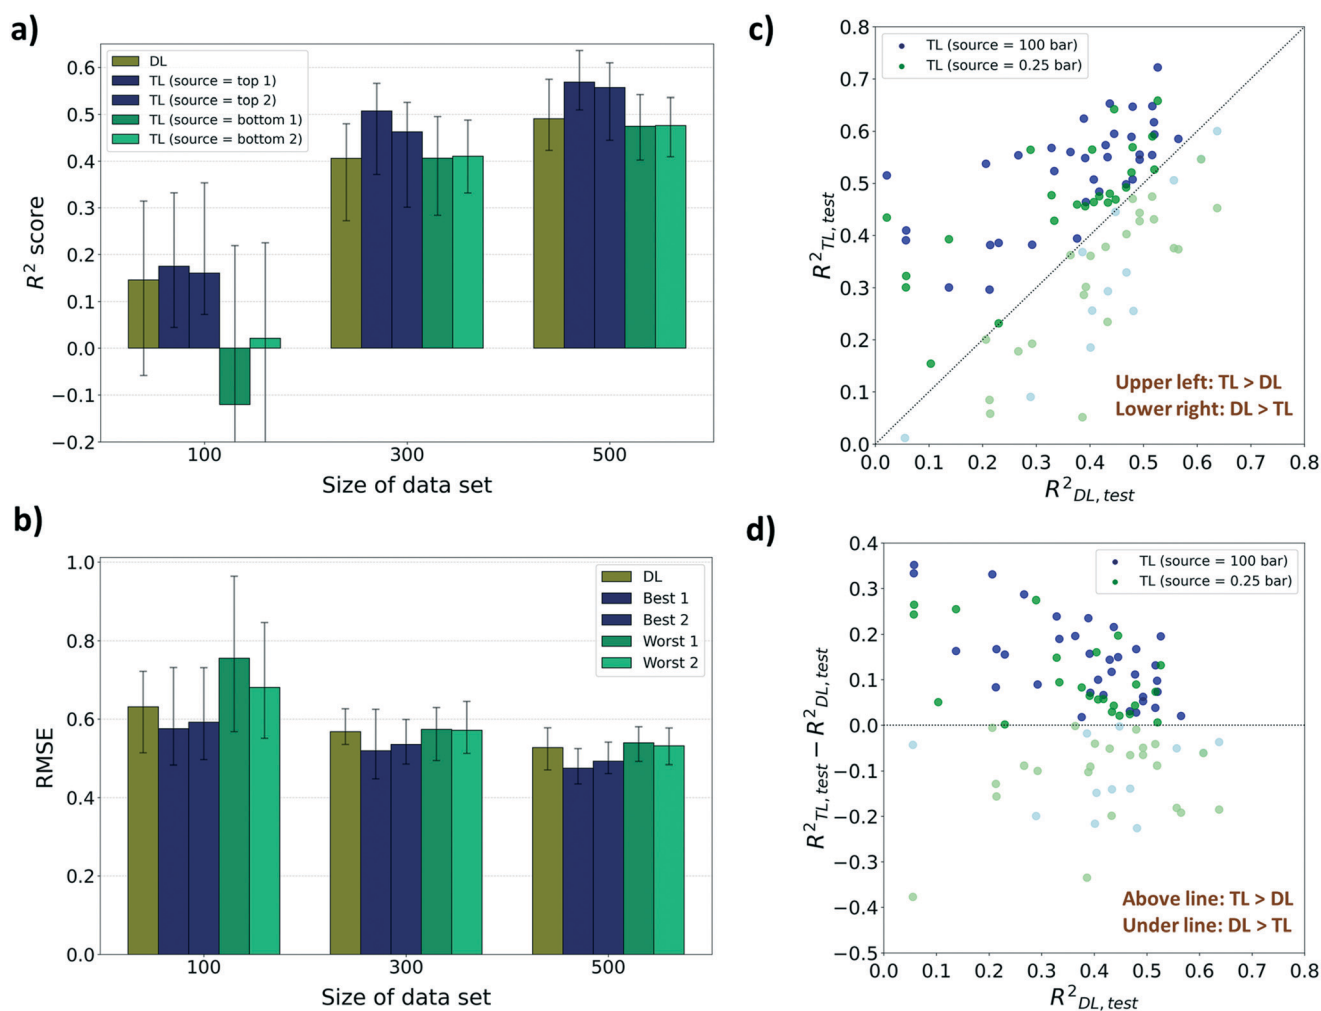 a)
DL
TL (source = top 1)
TL (source = top 2)
TL (source = bottom 1)
TL (source = bottom 2)
R² score
0.6
0.5
0.4
0.3
0.2
0.1
0.0
−0.1
−0.2
100
300
500
Size of data set
b)
DL
Best 1
Best 2
Worst 1
Worst 2
RMSE
1.0
0.8
0.6
0.4
0.2
0.0
100
300
500
Size of data set
c)
TL (source = 100 bar)
TL (source = 0.25 bar)
R²TL, test
0.8
0.7
0.6
0.5
0.4
0.3
0.2
0.1
0.0
Upper left: TL > DL
Lower right: DL > TL
0.0 0.1 0.2 0.3 0.4 0.5 0.6 0.7 0.8
R²DL, test
d)
TL (source = 100 bar)
TL (source = 0.25 bar)
R²TL, test − R²DL, test
0.4
0.3
0.2
0.1
0.0
−0.1
−0.2
−0.3
−0.4
−0.5
Above line: TL > DL
Under line: DL > TL
0.0 0.1 0.2 0.3 0.4 0.5 0.6 0.7 0.8
R²DL, test